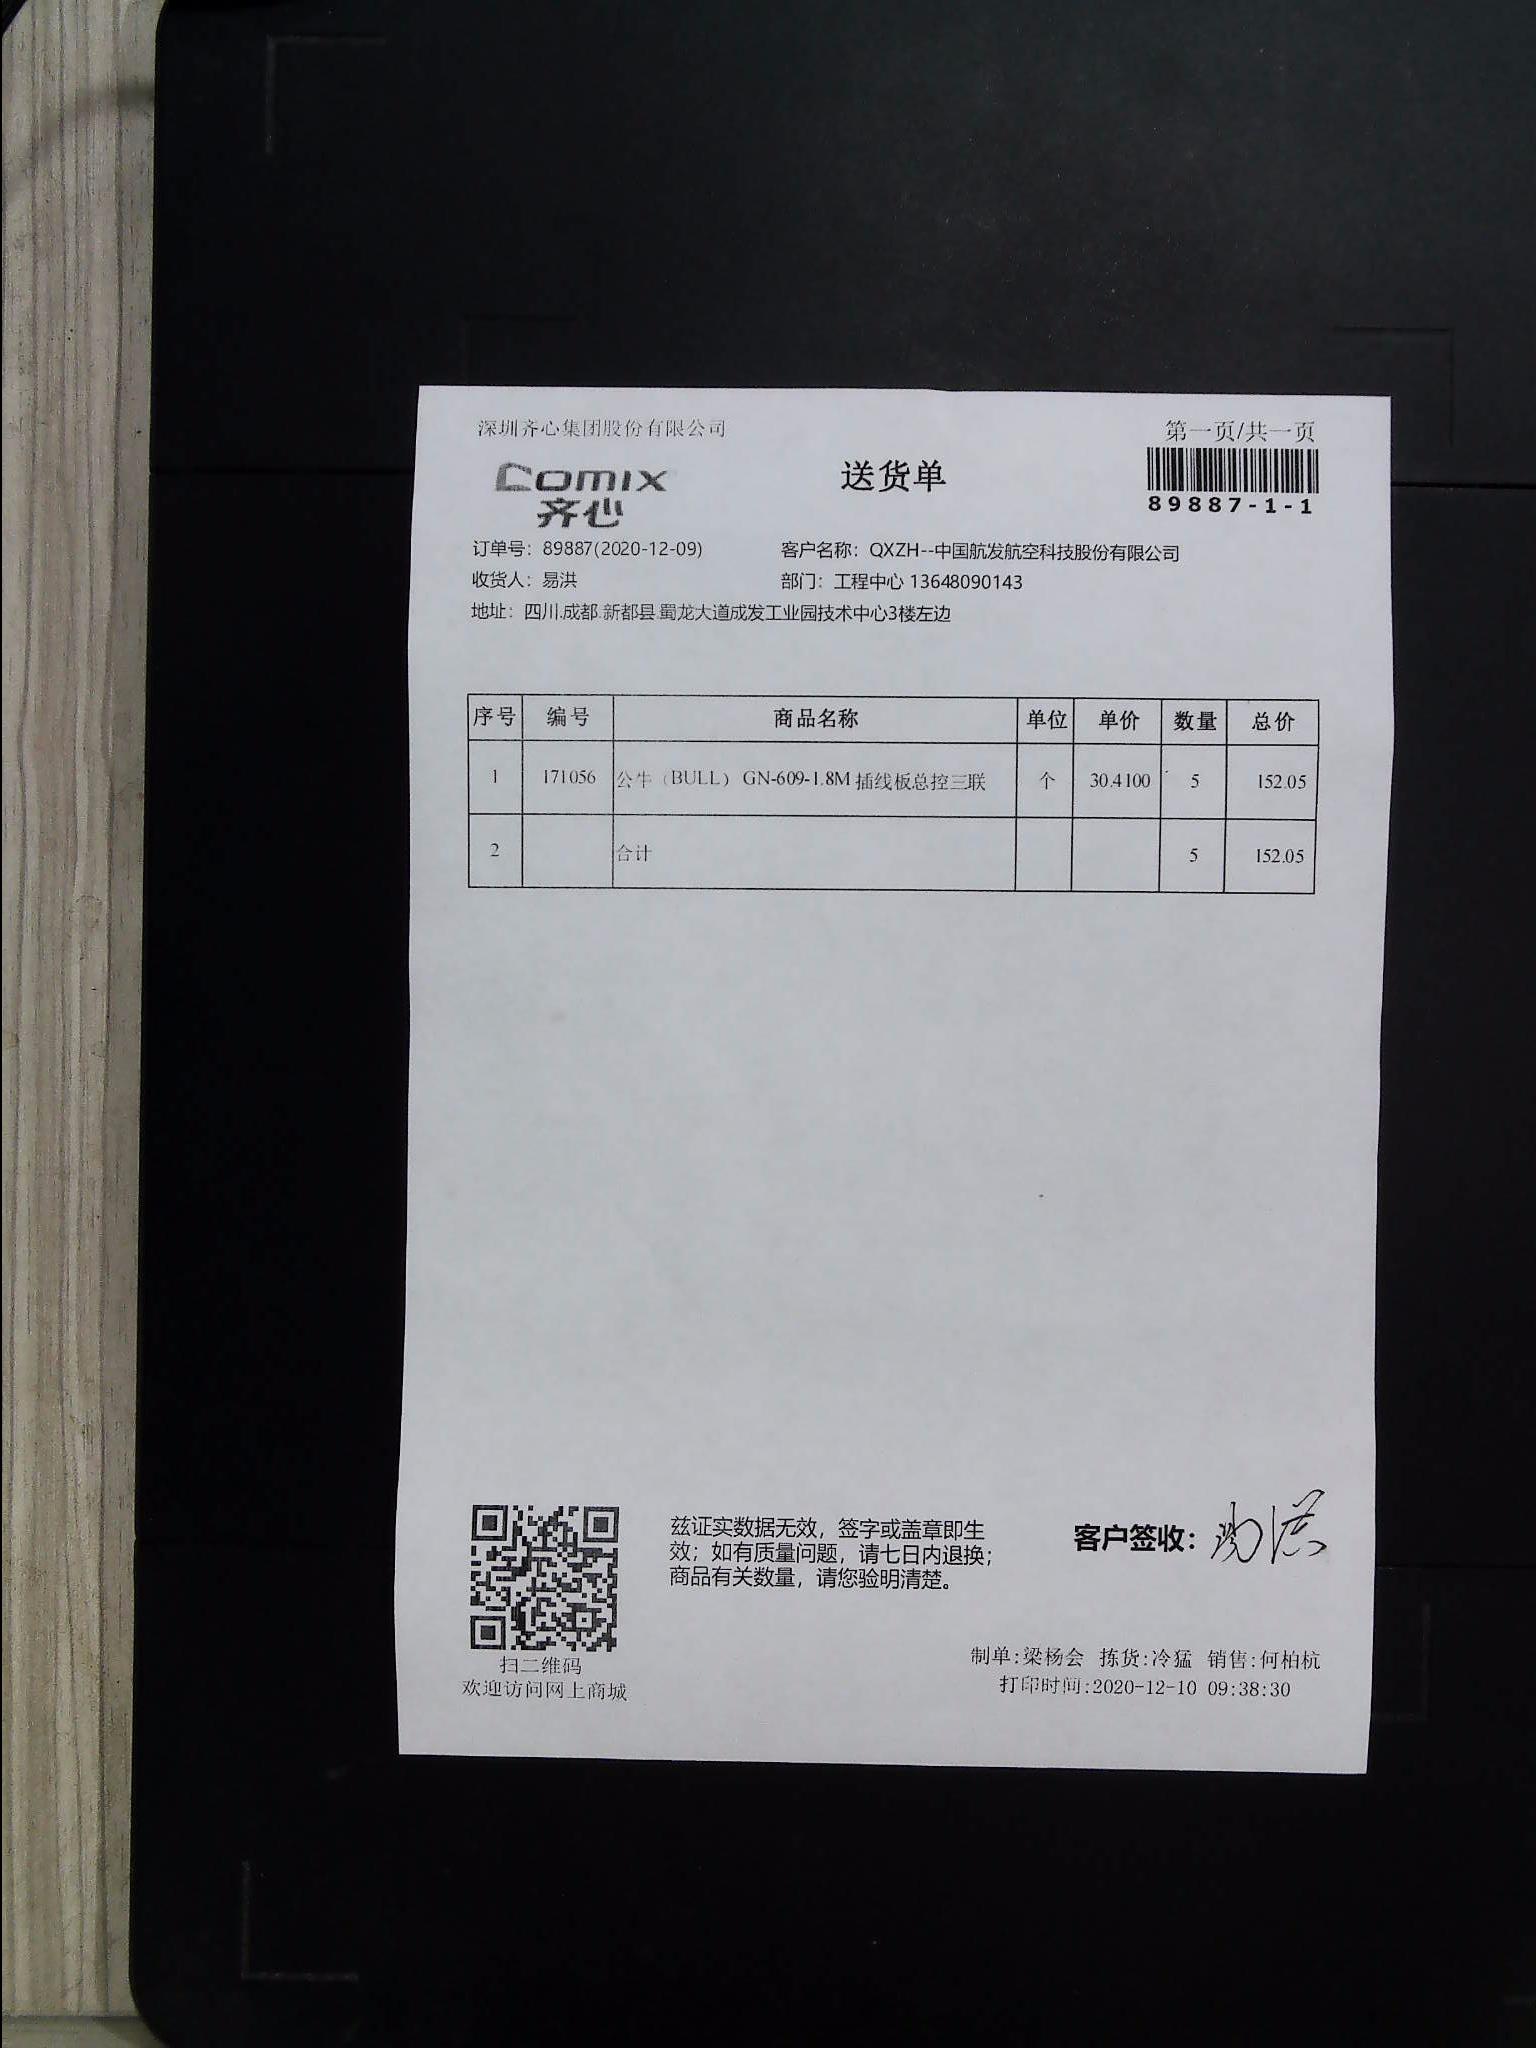 深圳齐心集团股份有限公司
第一页/共一页
Comix
齐心
送货单
89887-1-1
订单号：89887(2020-12-09)
客户名称：QXZH--中国航发航空科技股份有限公司
收货人：易洪
部门：工程中心 13648090143
地址：四川.成都.新都县.蜀龙大道成发工业园技术中心3楼左边
序号 编号 商品名称 单位 单价 数量 总价
1 171056 公牛（BULL） GN-609-1.8M 插线板总控三联 个 30.4100 5 152.05
2 合计 5 152.05
兹证实数据无效，签字或盖章即生
效；如有质量问题，请七日内退换；
商品有关数量，请您验明清楚。
客户签收：
扫二维码
欢迎访问网上商城
制单:梁杨会 拣货:冷猛 销售:何柏杭
打印时间:2020-12-10 09:38:30